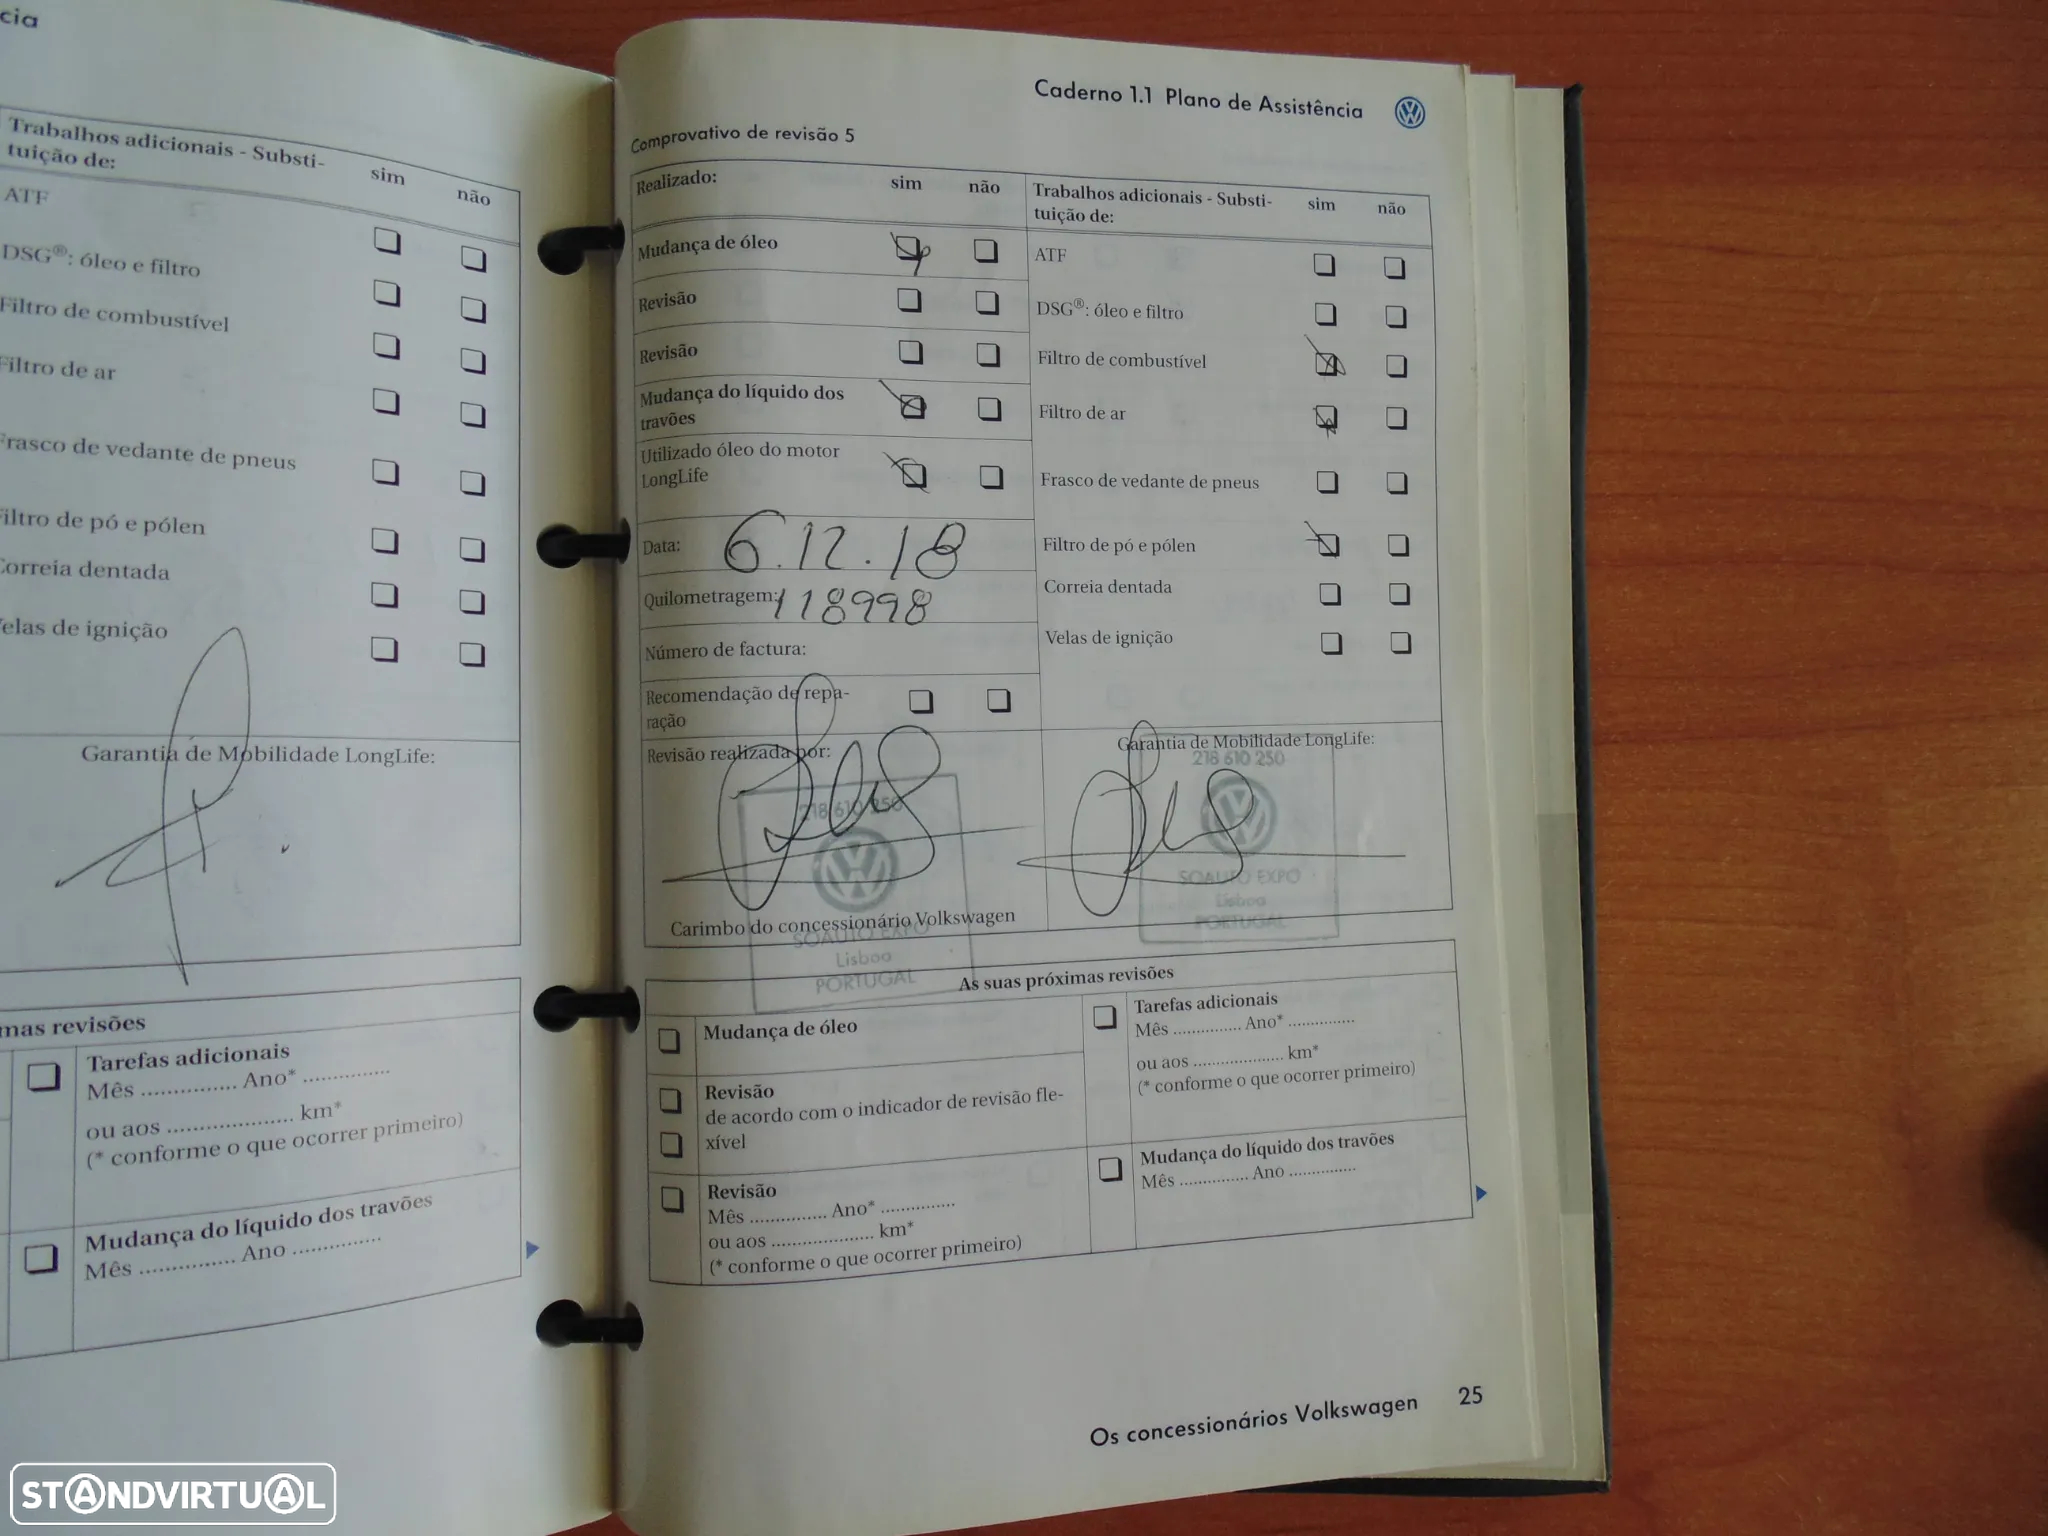 cia
Trabalhos adicionais - Substi-
tuição de:
sim
não
ATF
DSG®: óleo e filtro
Filtro de combustível
Filtro de ar
Frasco de vedante de pneus
Filtro de pó e pólen
Correia dentada
Velas de ignição
Garantia de Mobilidade LongLife:
mas revisões
Tarefas adicionais
Mês ................ Ano* ..............
ou aos ..................... km*
(* conforme o que ocorrer primeiro)
Mudança do líquido dos travões
Mês ................ Ano ...............
Caderno 1.1 Plano de Assistência
Comprovativo de revisão 5
Realizado: sim não
Mudança de óleo
Revisão
Revisão
Mudança do líquido dos
travões
Utilizado óleo do motor
LongLife
Data: 6.12.18
Quilometragem: 118998
Número de factura:
Recomendação de repa-
ração
Revisão realizada por:
218 610 250
Carimbo do concessionário Volkswagen
SOAUTO EXPO
Lisboa
PORTUGAL
Trabalhos adicionais - Substi-
tuição de:
sim não
ATF
DSG®: óleo e filtro
Filtro de combustível
Filtro de ar
Frasco de vedante de pneus
Filtro de pó e pólen
Correia dentada
Velas de ignição
Garantia de Mobilidade LongLife:
218 610 250
SOAUTO EXPO
Lisboa
PORTUGAL
As suas próximas revisões
Mudança de óleo
Revisão
de acordo com o indicador de revisão fle-
xível
Revisão
Mês ............... Ano* ...............
ou aos .................... km*
(* conforme o que ocorrer primeiro)
Tarefas adicionais
Mês ............... Ano* ...............
ou aos .................... km*
(* conforme o que ocorrer primeiro)
Mudança do líquido dos travões
Mês ............... Ano ...............
Os concessionários Volkswagen 25
STANDVIRTUAL